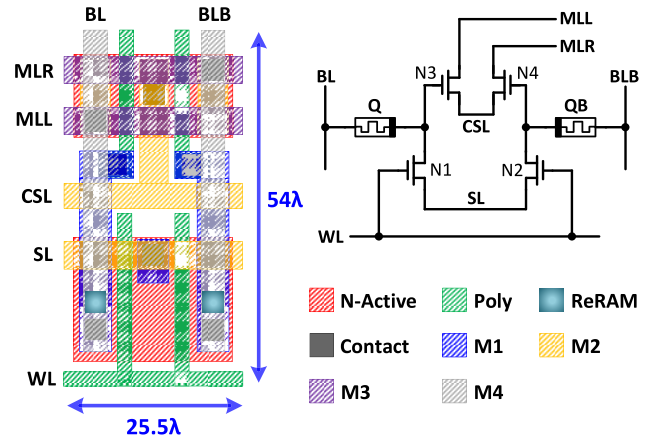 BL BLB
MLR
MLL
CSL
SL
WL
54λ
25.5λ
MLL
MLR
BL
BLB
N3
N4
Q
QB
CSL
N1
N2
SL
WL
N-Active
Poly
ReRAM
Contact
M1
M2
M3
M4